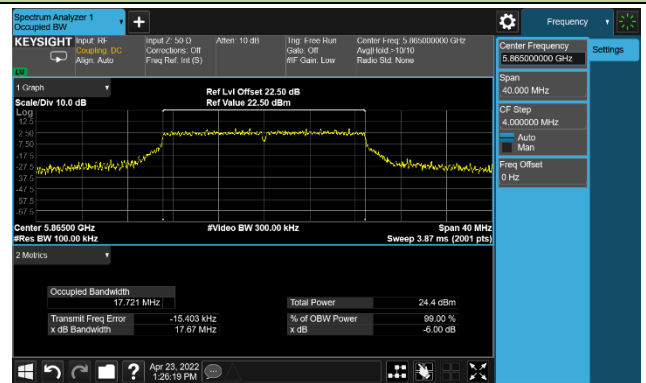 Spectrum Analyzer 1
Occupied BW
Frequency
KEYSIGHT
Input: RF
Coupling: DC
Align: Auto
Input Z: 50 Ω
Corrections: Off
Freq Ref: Int (S)
Atten: 10 dB
Trig: Free Run
Gate: Off
#IF Gain: Low
Center Freq: 5.865000000 GHz
Avg|Hold:>10/10
Radio Std: None
Center Frequency
5.865000000 GHz
Settings
Span
40.000 MHz
CF Step
4.000000 MHz
Auto
Man
Freq Offset
0 Hz
1 Graph
Scale/Div 10.0 dB
Ref Lvl Offset 22.50 dB
Ref Value 22.50 dBm
Log
12.5
2.50
-7.50
-17.5
-27.5
-37.5
-47.5
-57.5
-67.5
Center 5.86500 GHz
#Res BW 100.00 kHz
#Video BW 300.00 kHz
Span 40 MHz
Sweep 3.87 ms (2001 pts)
2 Metrics
Occupied Bandwidth
17.721 MHz
Total Power 24.4 dBm
Transmit Freq Error -15.403 kHz
% of OBW Power 99.00 %
x dB Bandwidth 17.67 MHz
x dB -6.00 dB
?
Apr 23, 2022
1:26:19 PM